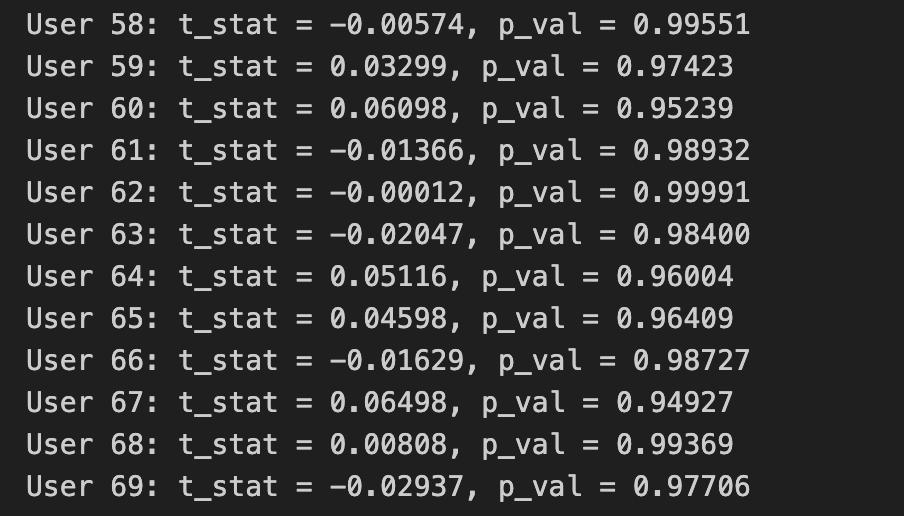 User 58: t_stat = -0.00574, p_val = 0.99551
User 59: t_stat = 0.03299, p_val = 0.97423
User 60: t_stat = 0.06098, p_val = 0.95239
User 61: t_stat = -0.01366, p_val = 0.98932
User 62: t_stat = -0.00012, p_val = 0.99991
User 63: t_stat = -0.02047, p_val = 0.98400
User 64: t_stat = 0.05116, p_val = 0.96004
User 65: t_stat = 0.04598, p_val = 0.96409
User 66: t_stat = -0.01629, p_val = 0.98727
User 67: t_stat = 0.06498, p_val = 0.94927
User 68: t_stat = 0.00808, p_val = 0.99369
User 69: t_stat = -0.02937, p_val = 0.97706